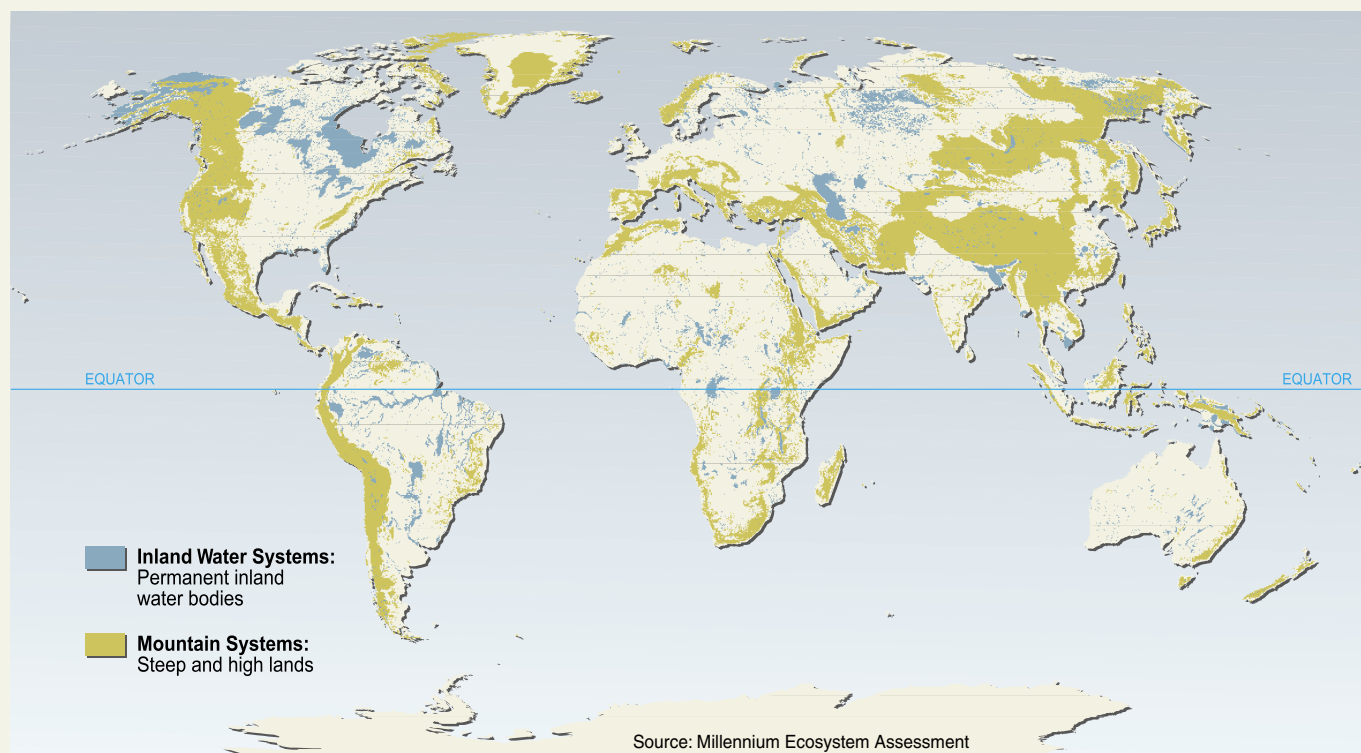 EQUATOR
EQUATOR
Inland Water Systems:
Permanent inland
water bodies
Mountain Systems:
Steep and high lands
Source: Millennium Ecosystem Assessment